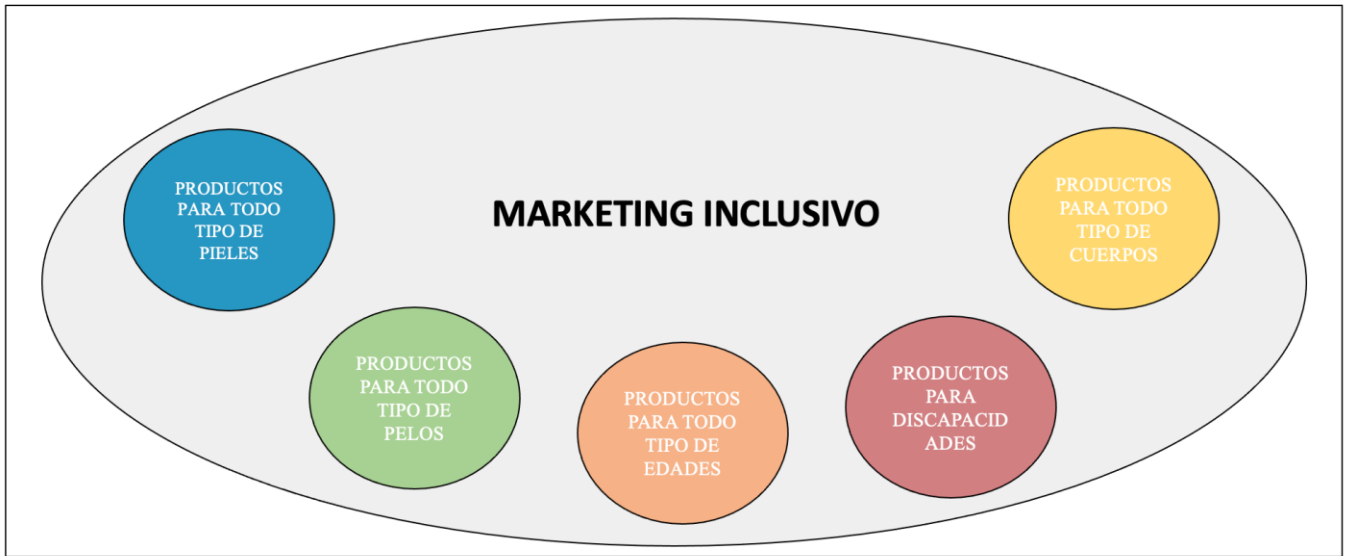 MARKETING INCLUSIVO
PRODUCTOS
PARA TODO
TIPO DE
PIELES
PRODUCTOS
PARA TODO
TIPO DE
PELOS
PRODUCTOS
PARA TODO
TIPO DE
EDADES
PRODUCTOS
PARA
DISCAPACID
ADES
PRODUCTOS
PARA TODO
TIPO DE
CUERPOS